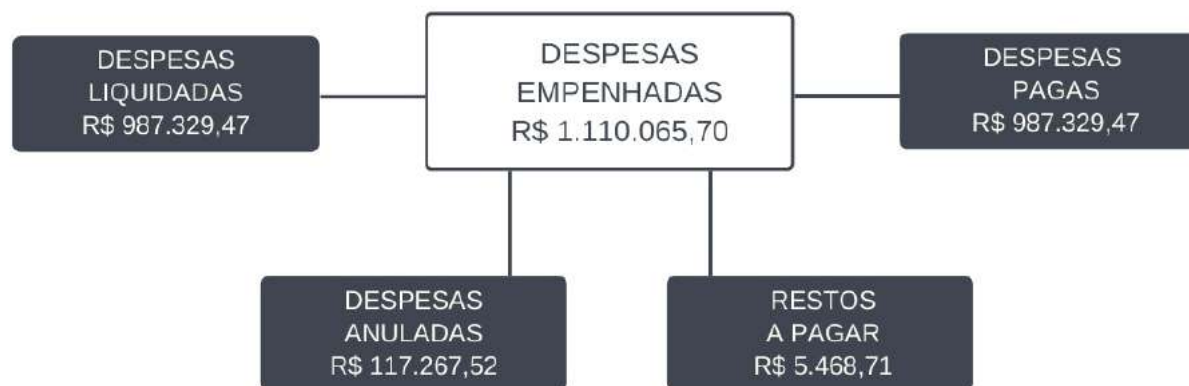 DESPESAS
LIQUIDADAS
R$ 987.329,47
DESPESAS
EMPENHADAS
R$ 1.110.065,70
DESPESAS
PAGAS
R$ 987.329,47
DESPESAS
ANULADAS
R$ 117.267,52
RESTOS
A PAGAR
R$ 5.468,71